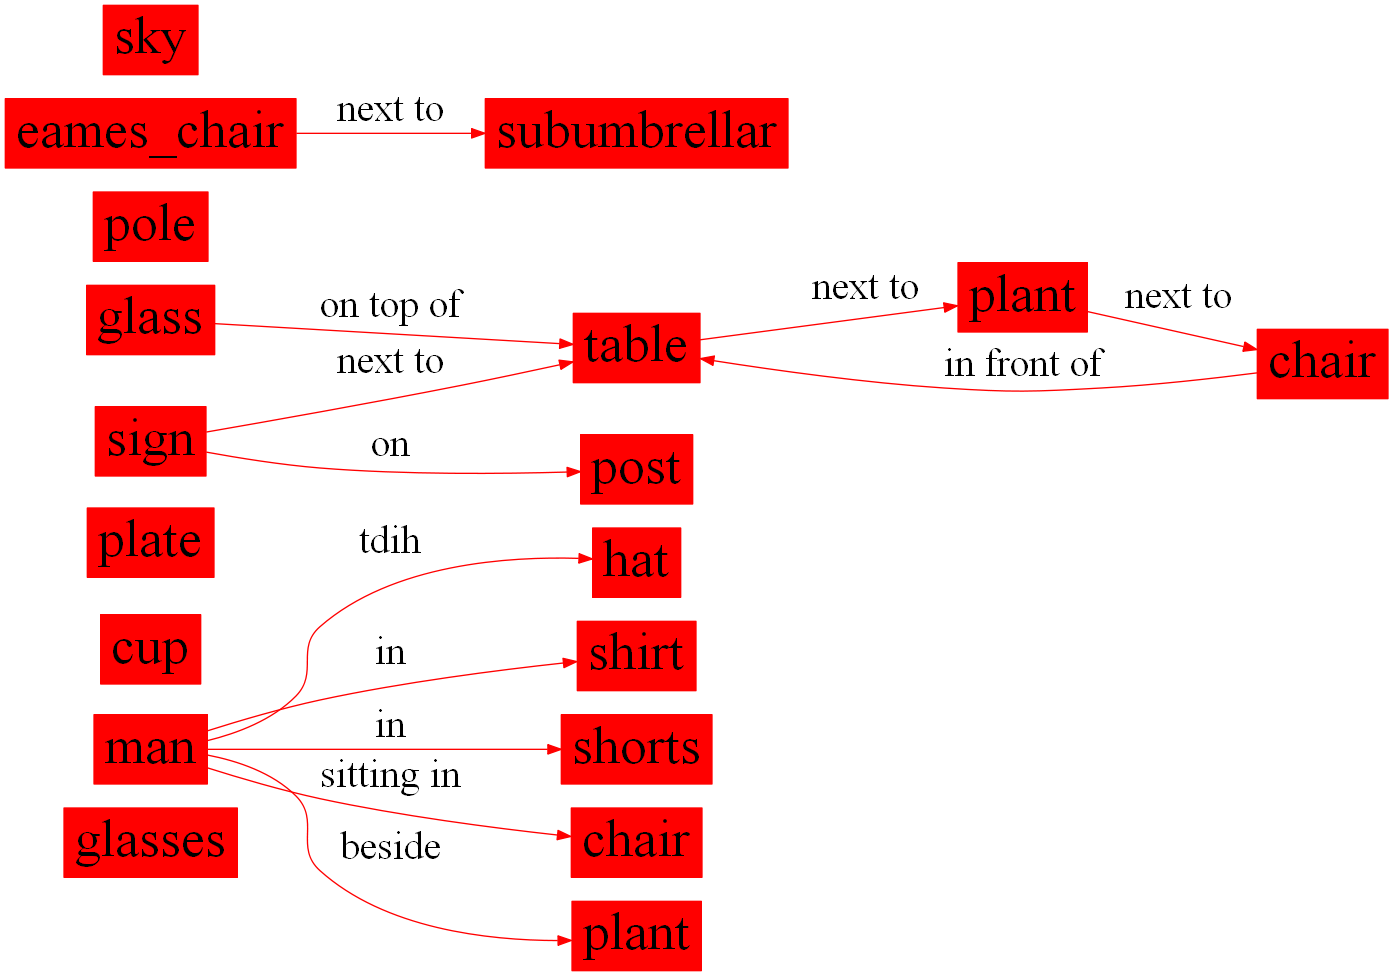 sky
eames_chair
next to
subumbrellar
pole
glass
on top of
table
next to
plant
next to
chair
in front of
next to
sign
on
post
plate
tdih
hat
cup
in
shirt
man
in
shorts
sitting in
chair
glasses
beside
plant